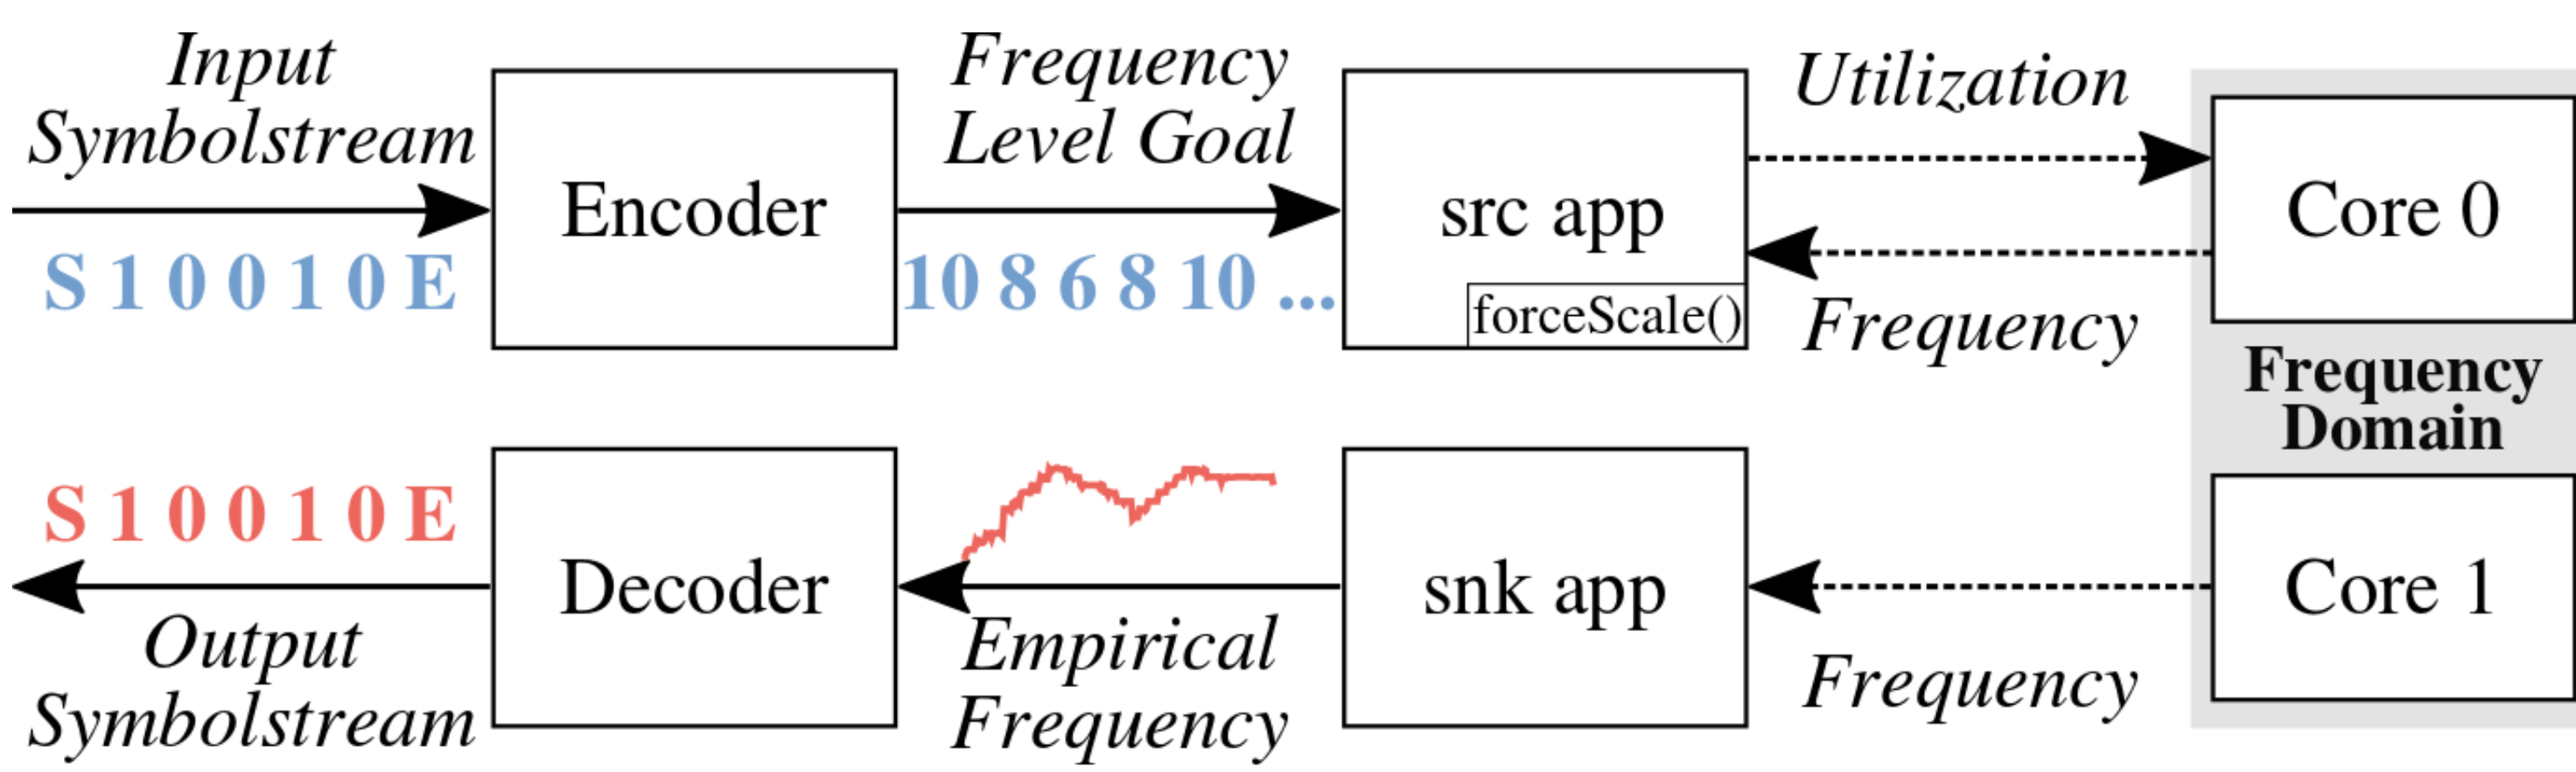 Input
Symbolstream
S 1 0 0 1 0 E
Encoder
Frequency
Level Goal
10 8 6 8 10 ...
src app
forceScale()
Utilization
Frequency
Core 0
Frequency
Domain
S 1 0 0 1 0 E
Output
Symbolstream
Decoder
Empirical
Frequency
snk app
Frequency
Core 1